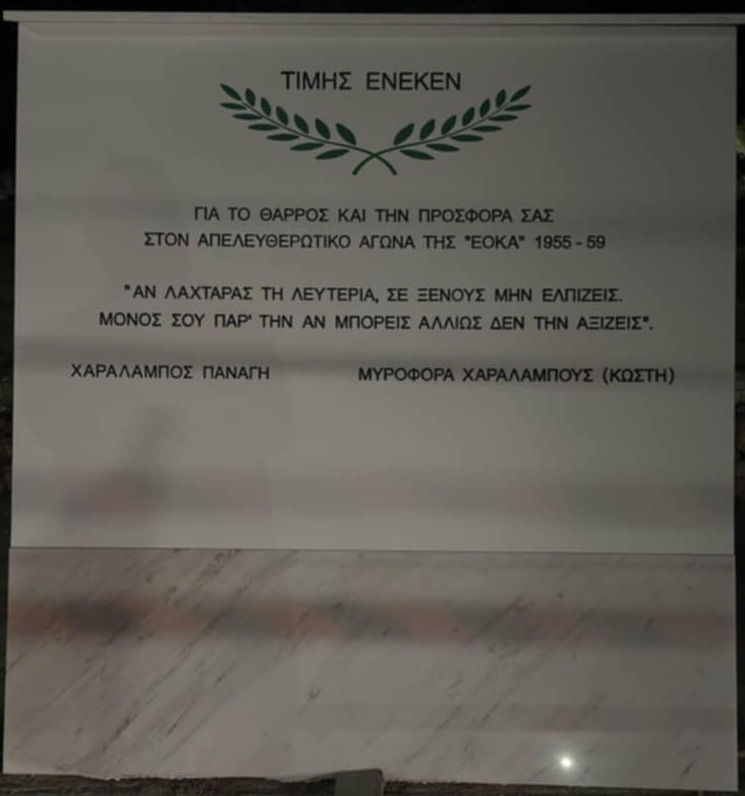 ΤΙΜΗΣ ΕΝΕΚΕΝ
ΓΙΑ ΤΟ ΘΑΡΡΟΣ ΚΑΙ ΤΗΝ ΠΡΟΣΦΟΡΑ ΣΑΣ
ΣΤΟΝ ΑΠΕΛΕΥΘΕΡΩΤΙΚΟ ΑΓΩΝΑ ΤΗΣ "ΕΟΚΑ" 1955 - 59
"ΑΝ ΛΑΧΤΑΡΑΣ ΤΗ ΛΕΥΤΕΡΙΑ, ΣΕ ΞΕΝΟΥΣ ΜΗΝ ΕΛΠΙΖΕΙΣ.
ΜΟΝΟΣ ΣΟΥ ΠΑΡ' ΤΗΝ ΑΝ ΜΠΟΡΕΙΣ ΑΛΛΙΩΣ ΔΕΝ ΤΗΝ ΑΞΙΖΕΙΣ".
ΧΑΡΑΛΑΜΠΟΣ ΠΑΝΑΓΗ ΜΥΡΟΦΟΡΑ ΧΑΡΑΛΑΜΠΟΥΣ (ΚΩΣΤΗ)